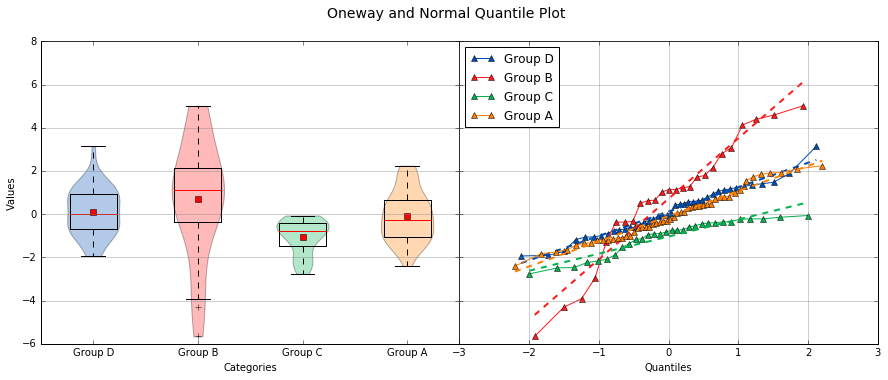 Oneway and Normal Quantile Plot
8
6
4
2
0
−2
−4
−6
Values
Group D
Group B
Group C
Group A
Categories
Group D
Group B
Group C
Group A
−3
−2
−1
0
1
2
3
Quantiles